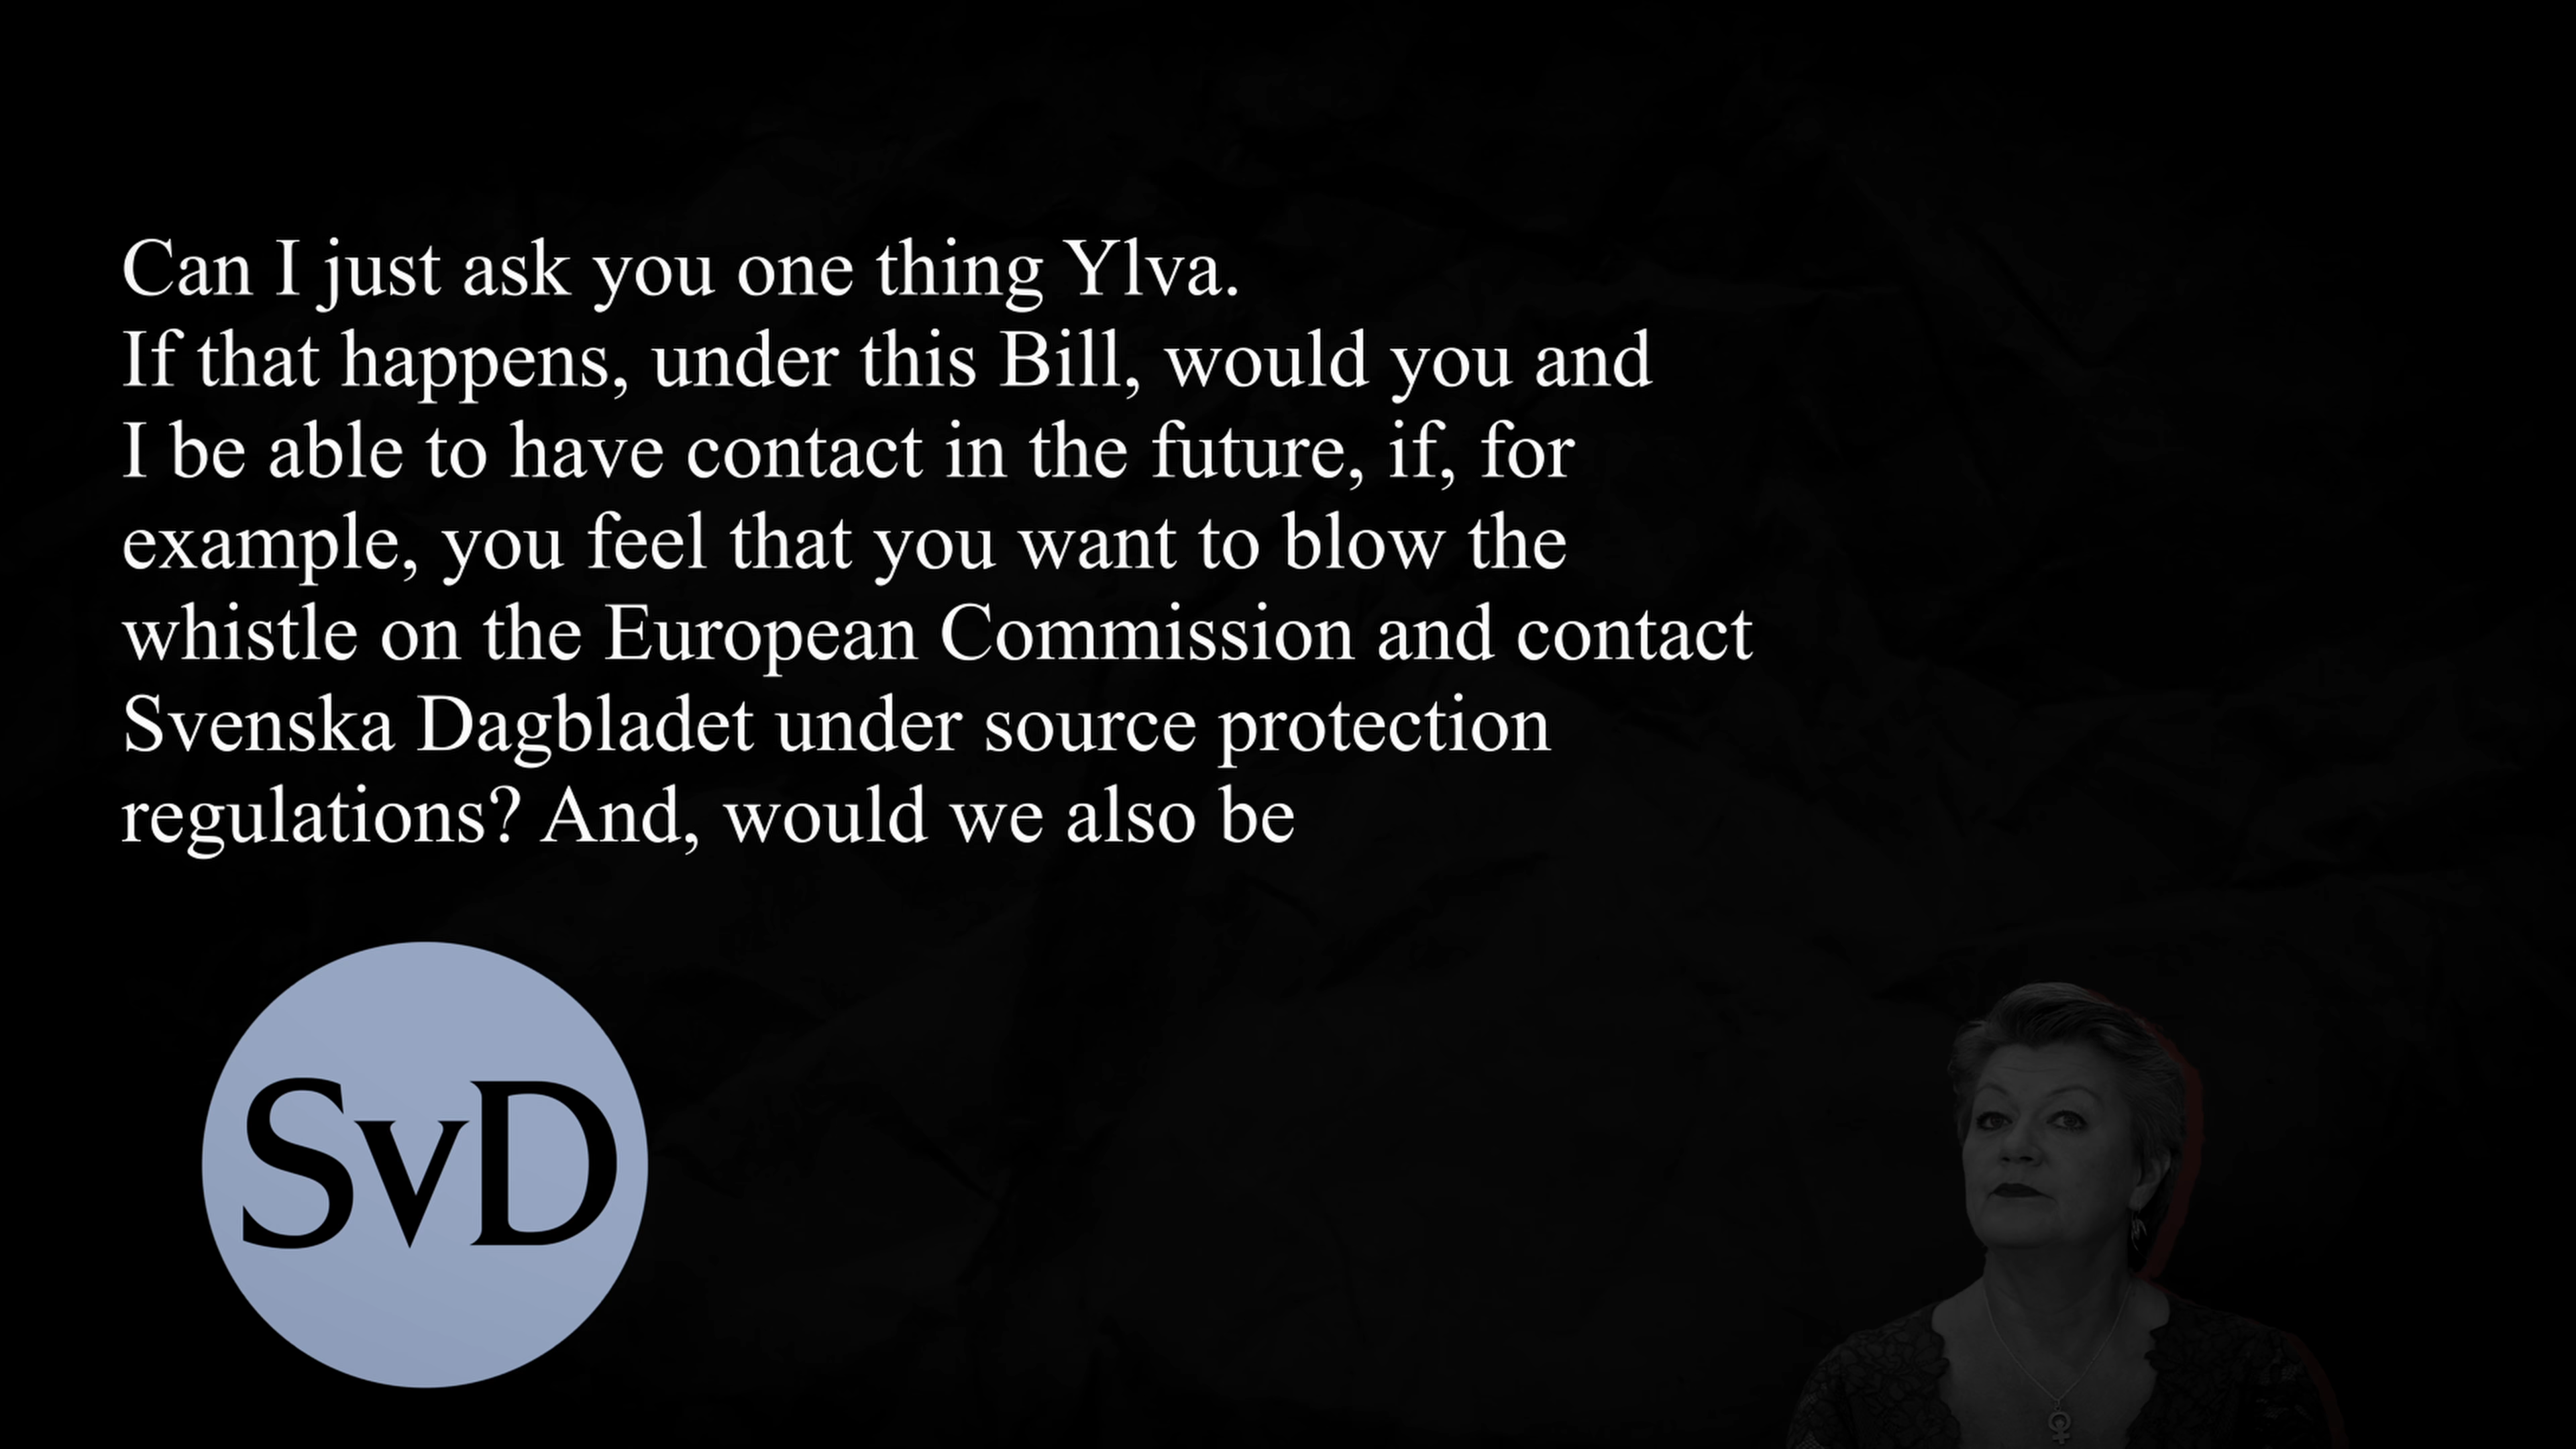 Can I just ask you one thing Ylva.
If that happens, under this Bill, would you and
I be able to have contact in the future, if, for
example, you feel that you want to blow the
whistle on the European Commission and contact
Svenska Dagbladet under source protection
regulations? And, would we also be
SvD